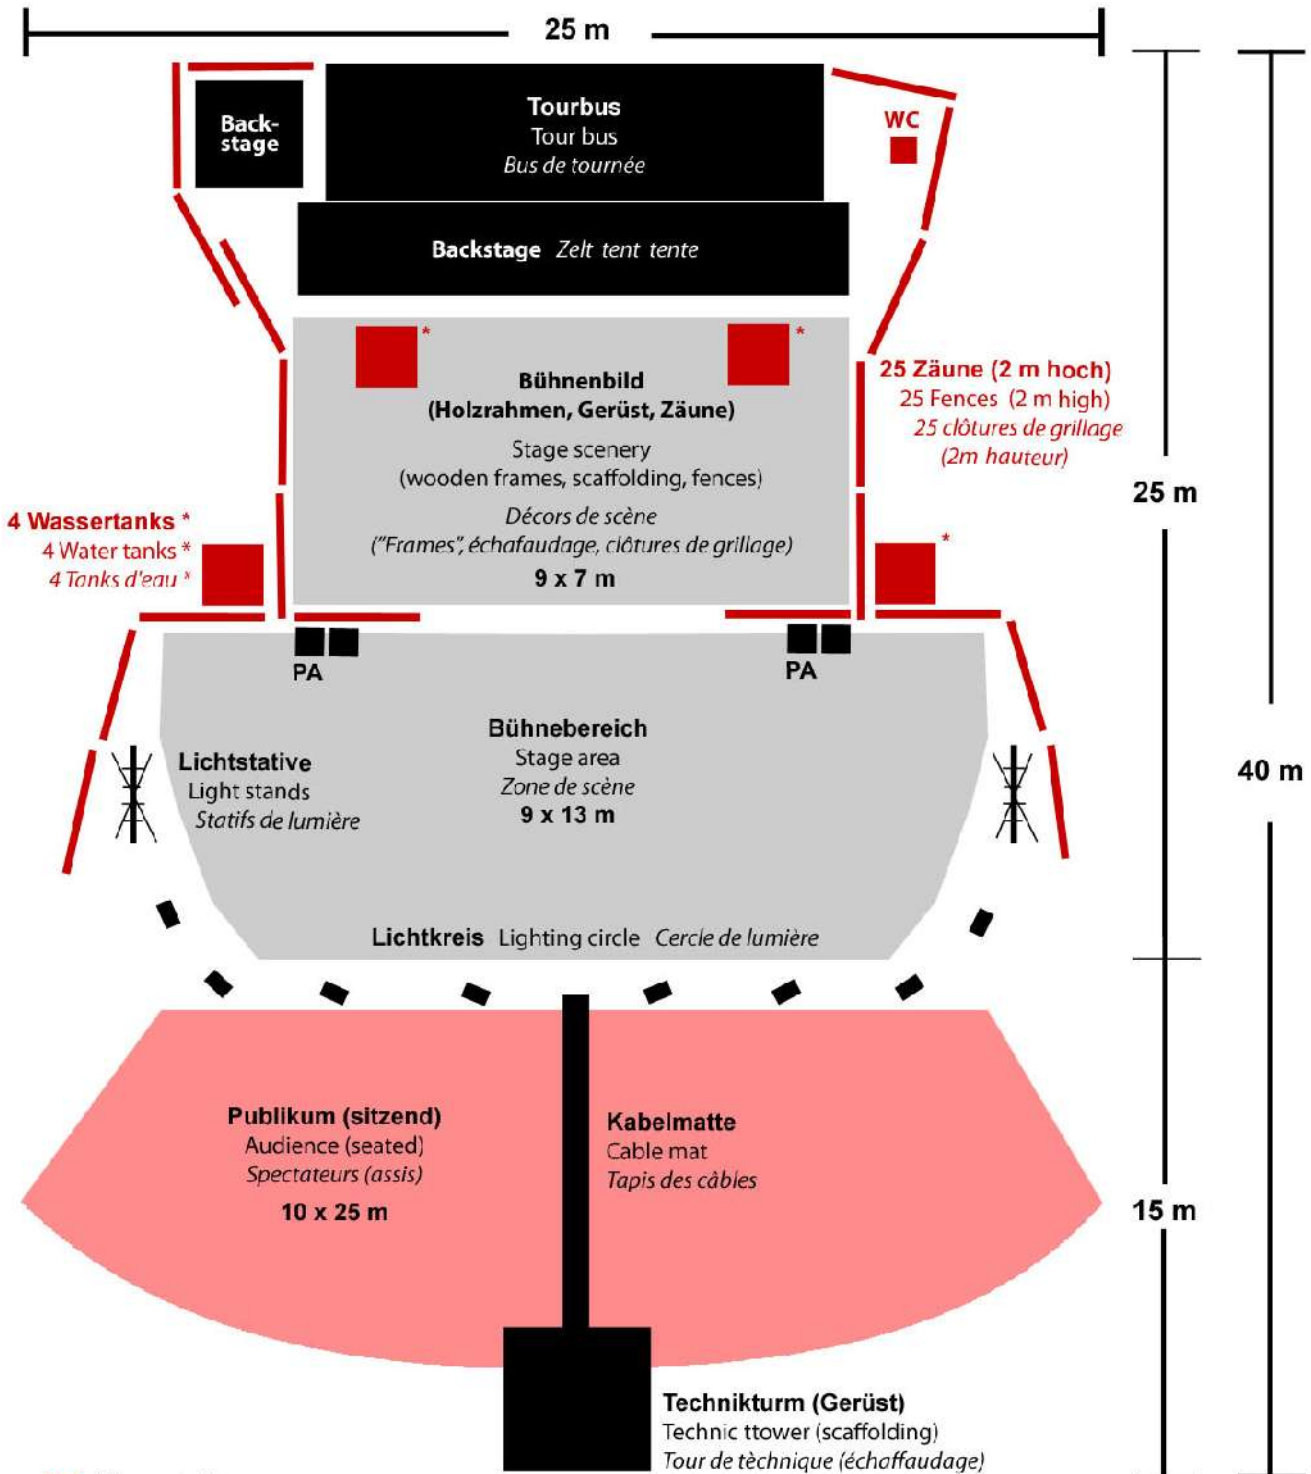 25 m
Back-
stage
Tourbus
Tour bus
Bus de tournée
WC
Backstage Zelt tent tente
* *
Bühnenbild
(Holzrahmen, Gerüst, Zäune)
Stage scenery
(wooden frames, scaffolding, fences)
Décors de scène
("Frames", échafaudage, clôtures de grillage)
9 x 7 m
25 Zäune (2 m hoch)
25 Fences (2 m high)
25 clôtures de grillage
(2m hauteur)
25 m
4 Wassertanks *
4 Water tanks *
4 Tanks d'eau *
*
PA
PA
Bühnebereich
Stage area
Zone de scène
9 x 13 m
Lichtstative
Light stands
Statifs de lumière
40 m
Lichtkreis Lighting circle Cercle de lumière
Publikum (sitzend)
Audience (seated)
Spectateurs (assis)
10 x 25 m
Kabelmatte
Cable mat
Tapis des câbles
15 m
Technikturm (Gerüst)
Technic ttower (scaffolding)
Tour de tèchnique (échaffaudage)